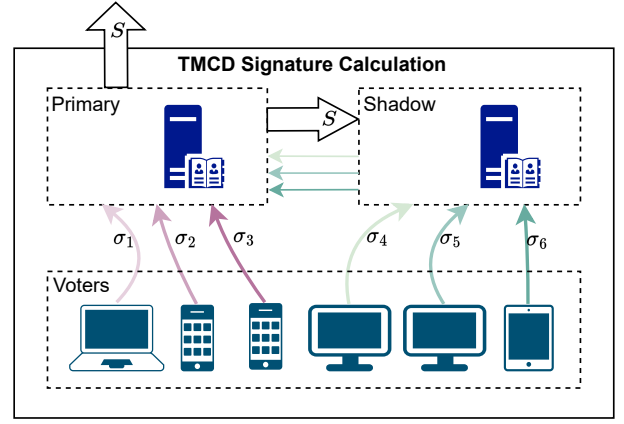 S
TMCD Signature Calculation
Primary
Shadow
S
σ₁
σ₂
σ₃
σ₄
σ₅
σ₆
Voters